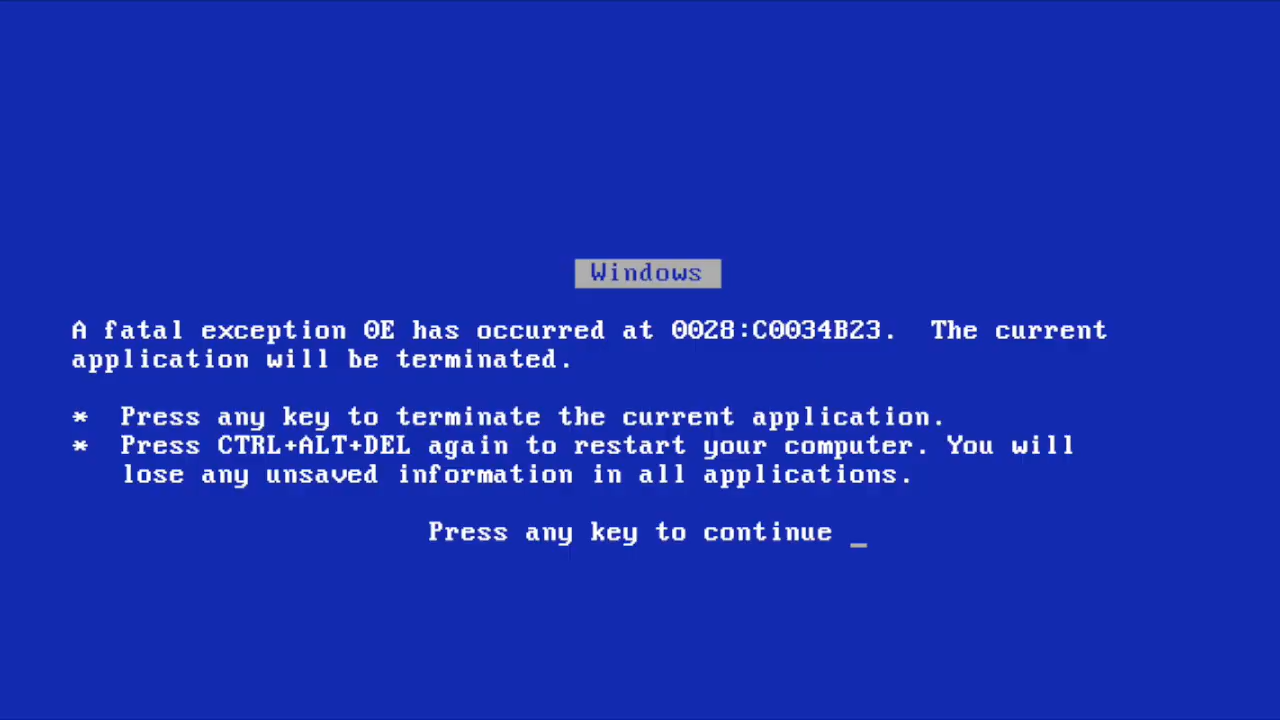 Windows
A fatal exception 0E has occurred at 0028:C0034B23. The current
application will be terminated.
* Press any key to terminate the current application.
* Press CTRL+ALT+DEL again to restart your computer. You will
lose any unsaved information in all applications.
Press any key to continue _